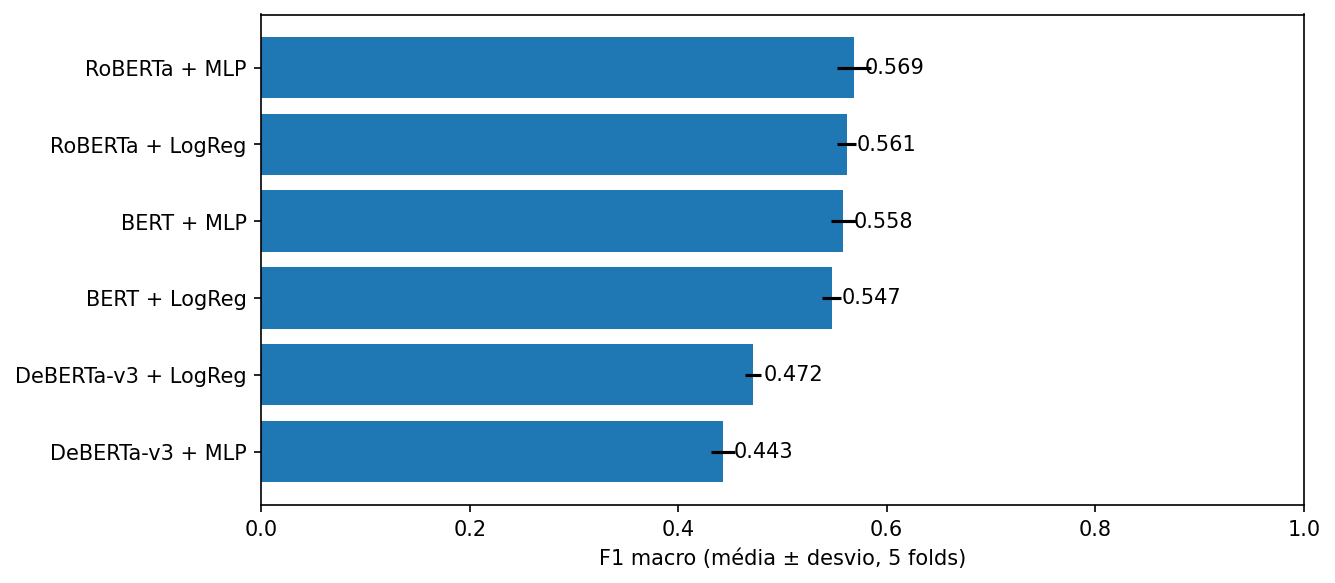 RoBERTa + MLP 0.569
RoBERTa + LogReg 0.561
BERT + MLP 0.558
BERT + LogReg 0.547
DeBERTa-v3 + LogReg 0.472
DeBERTa-v3 + MLP 0.443
0.0 0.2 0.4 0.6 0.8 1.0
F1 macro (média ± desvio, 5 folds)